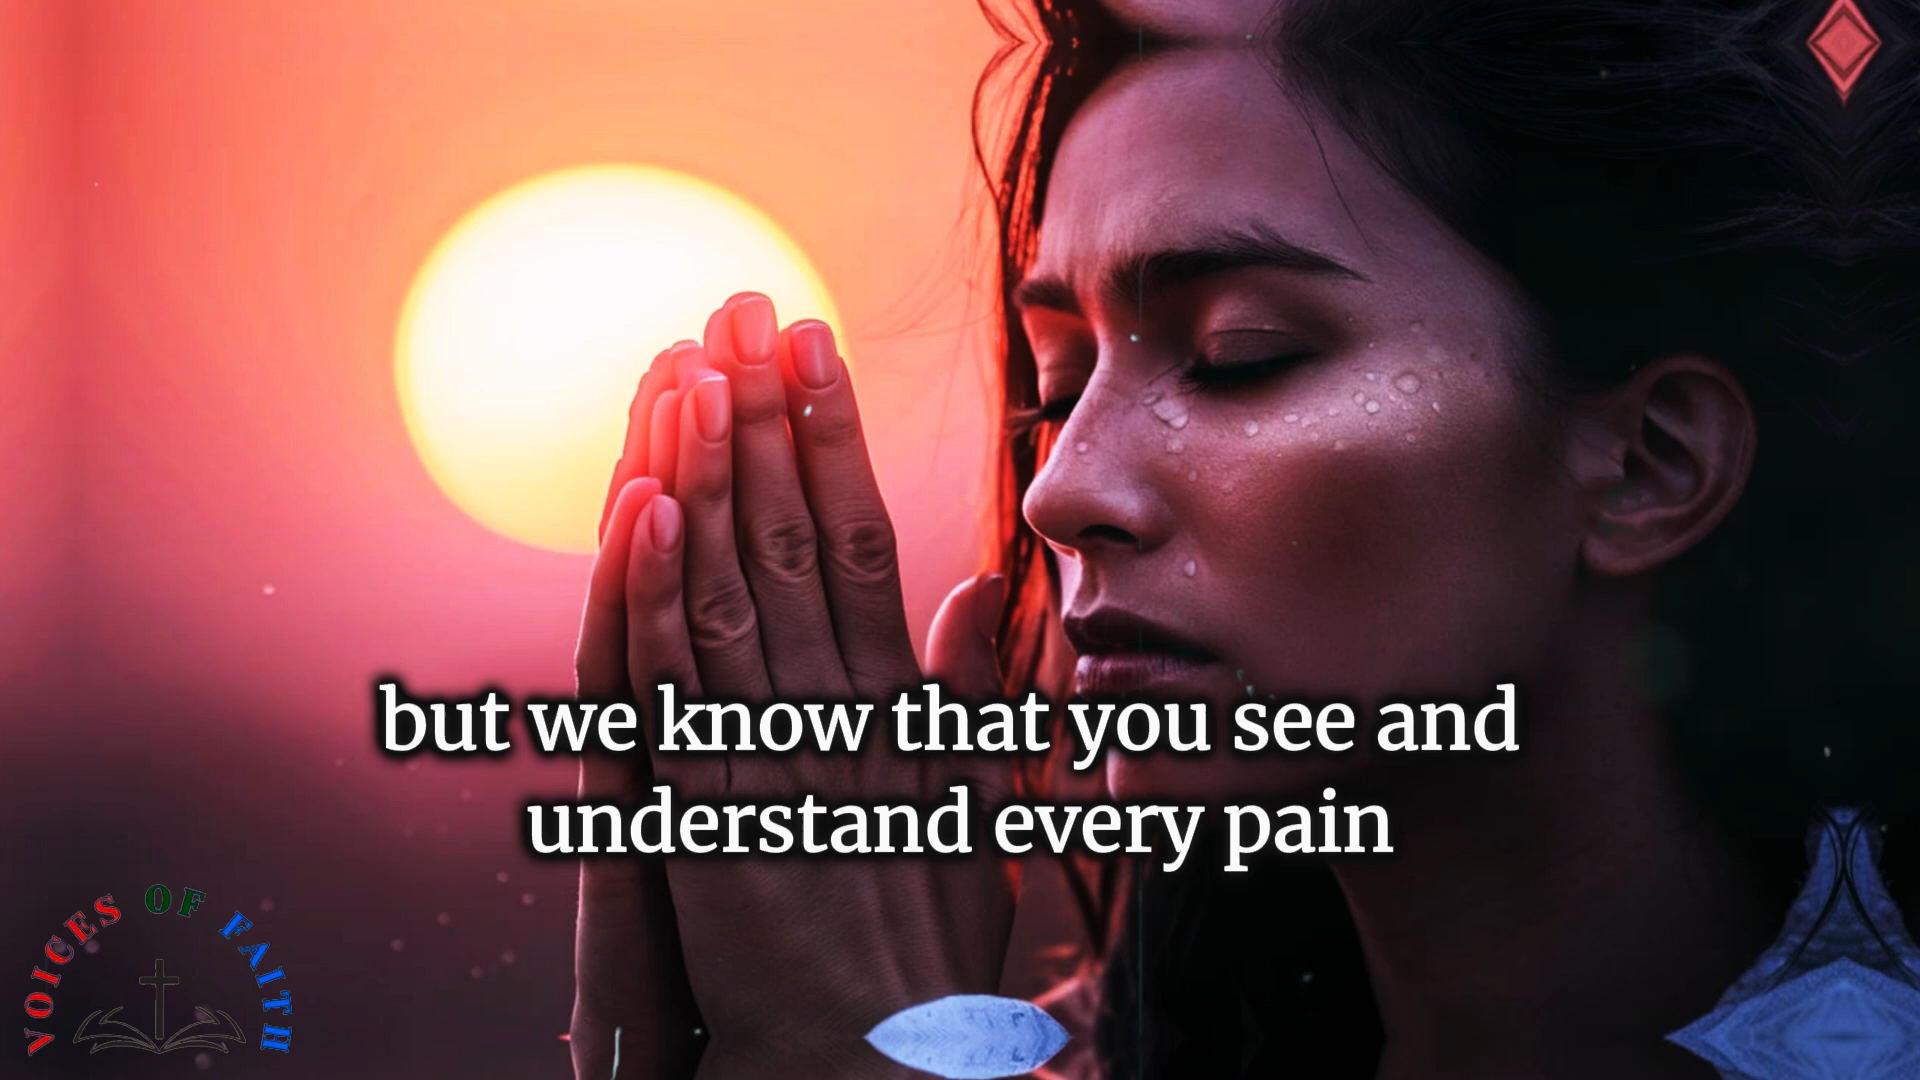 but we know that you see and
understand every pain
VOICES OF FAITH